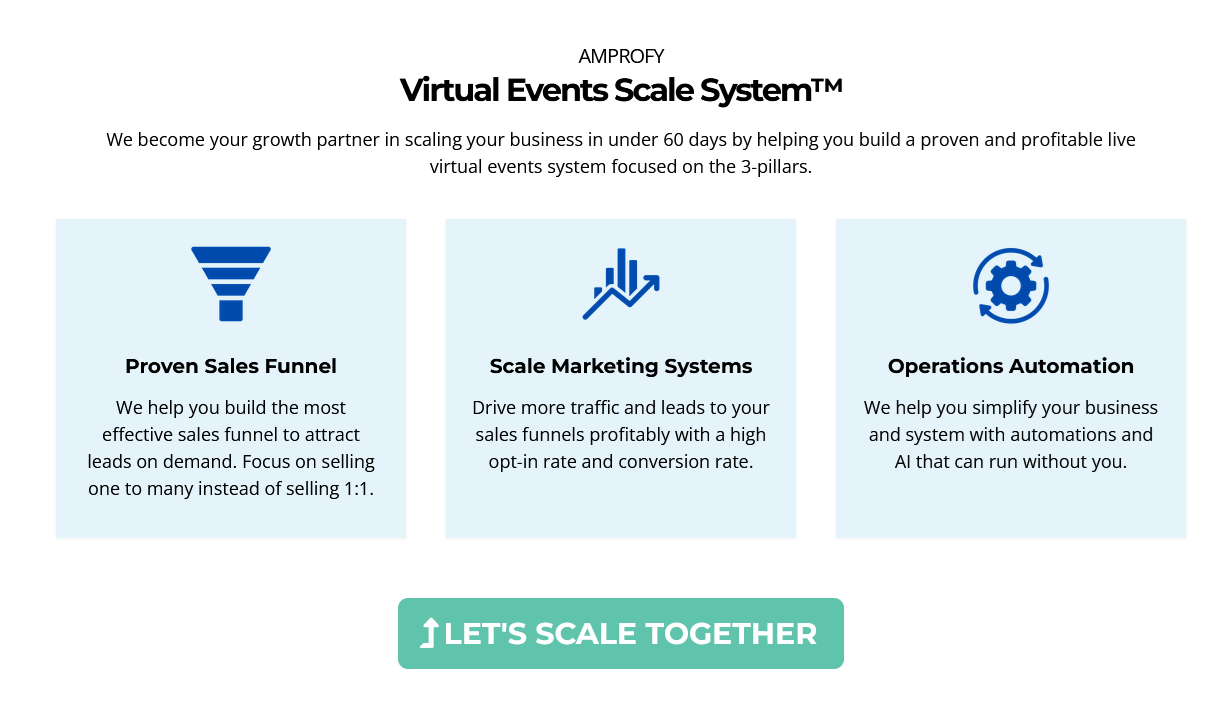 AMPROFY
Virtual Events Scale System™
We become your growth partner in scaling your business in under 60 days by helping you build a proven and profitable live
virtual events system focused on the 3-pillars.
Proven Sales Funnel
We help you build the most
effective sales funnel to attract
leads on demand. Focus on selling
one to many instead of selling 1:1.
Scale Marketing Systems
Drive more traffic and leads to your
sales funnels profitably with a high
opt-in rate and conversion rate.
Operations Automation
We help you simplify your business
and system with automations and
AI that can run without you.
LET'S SCALE TOGETHER